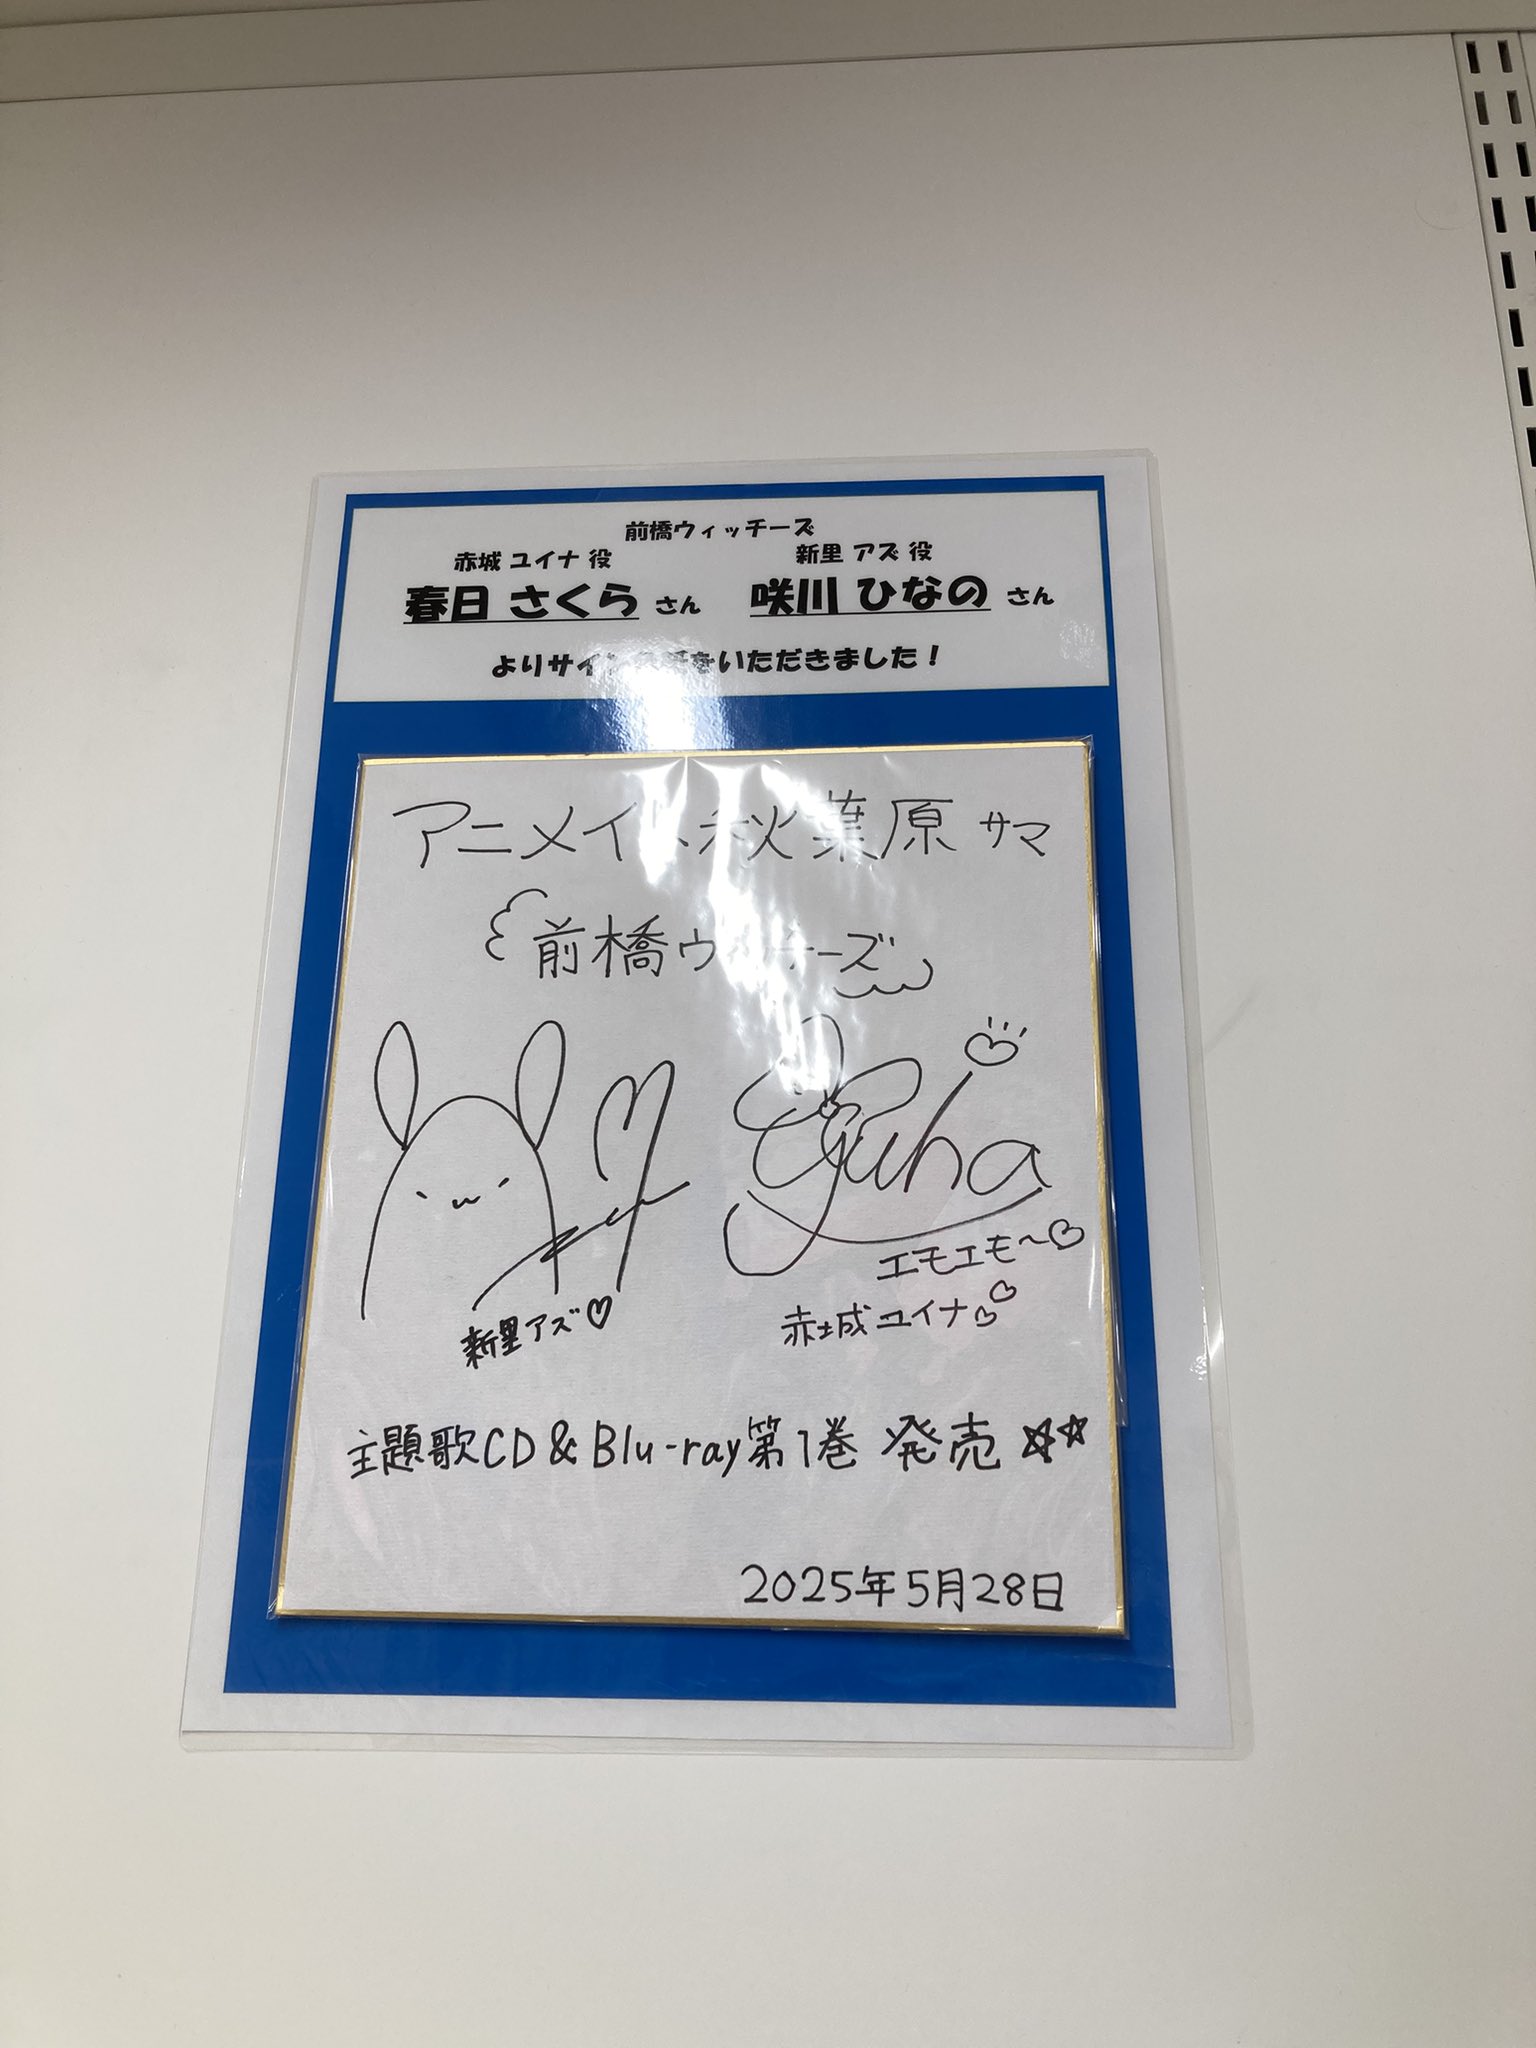 前橋ウィッチーズ
赤城 ユイナ 役 新里 アズ 役
春日 さくら さん 咲川 ひなの さん
よりサイン をいただきました!
アニメイト秋葉原 サマ
前橋ウィッチーズ
エモエモ〜♡
新里アズ♡ 赤城ユイナ♡♡
主題歌CD&Blu-ray第1巻 発売☆☆
2025年5月28日